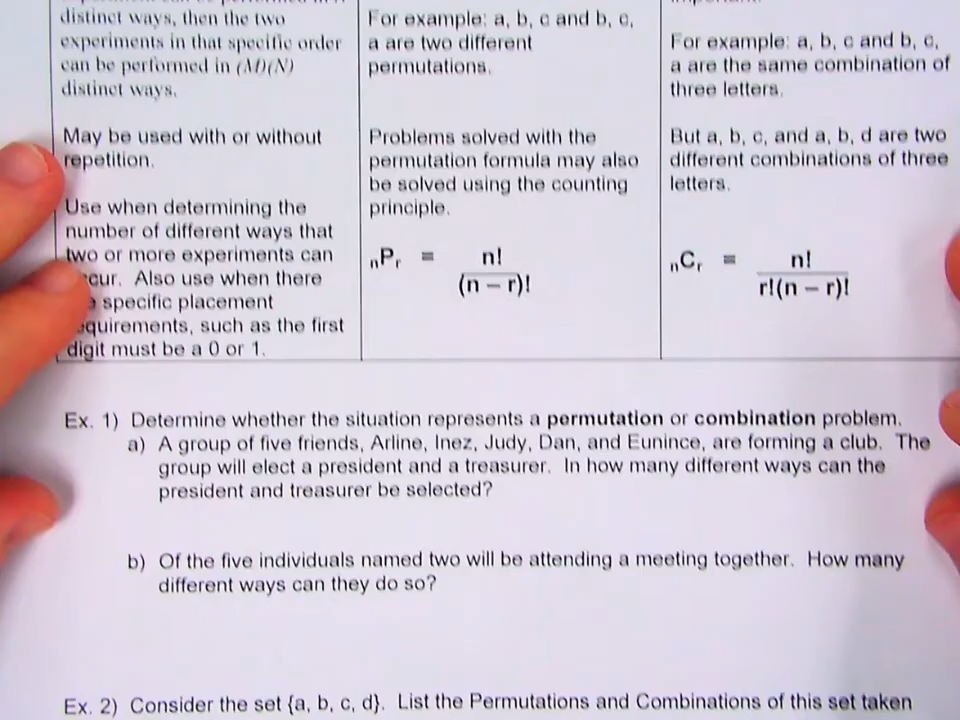 distinct ways, then the two
experiments in that specific order
can be performed in (M)(N)
distinct ways.
May be used with or without
repetition.
Use when determining the
number of different ways that
two or more experiments can
cur. Also use when there
specific placement
quirements, such as the first
digit must be a 0 or 1.
For example: a, b, c and b, c,
a are two different
permutations.
Problems solved with the
permutation formula may also
be solved using the counting
principle.
nPr = n!
(n – r)!
For example: a, b, c and b, c,
a are the same combination of
three letters.
But a, b, c, and a, b, d are two
different combinations of three
letters.
nCr = n!
r!(n – r)!
Ex. 1) Determine whether the situation represents a permutation or combination problem.
a) A group of five friends, Arline, Inez, Judy, Dan, and Eunince, are forming a club. The
group will elect a president and a treasurer. In how many different ways can the
president and treasurer be selected?
b) Of the five individuals named two will be attending a meeting together. How many
different ways can they do so?
Ex. 2) Consider the set {a, b, c, d}. List the Permutations and Combinations of this set taken